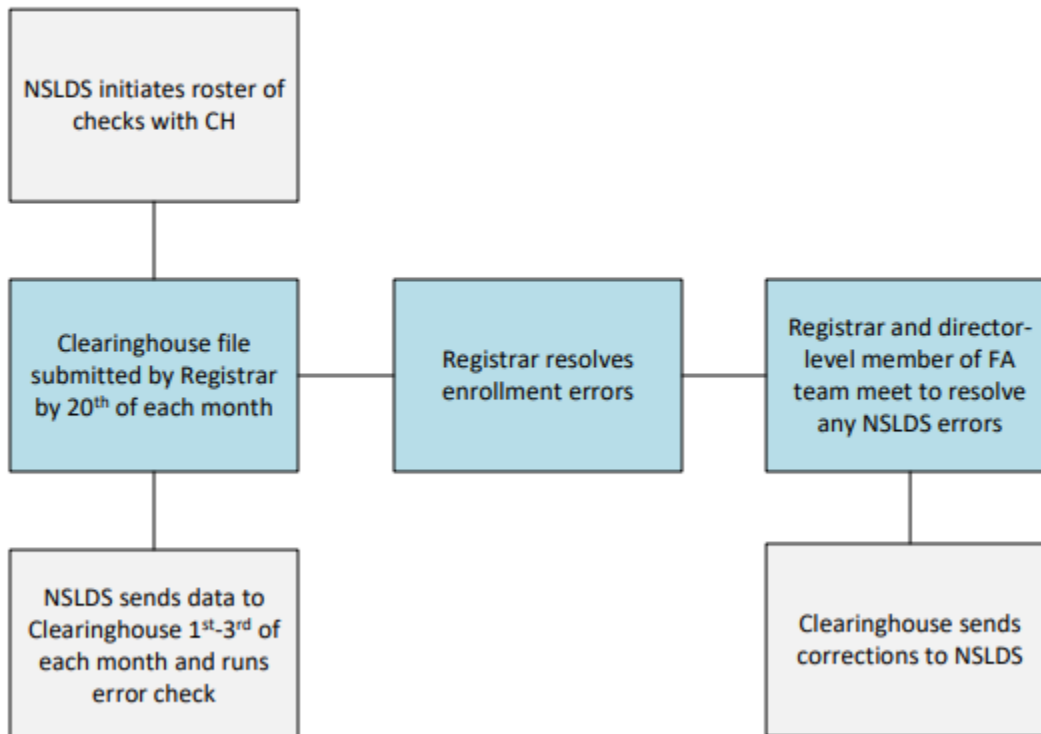 NSLDS initiates roster of
checks with CH
Clearinghouse file
submitted by Registrar
by 20th of each month
Registrar resolves
enrollment errors
Registrar and director-
level member of FA
team meet to resolve
any NSLDS errors
NSLDS sends data to
Clearinghouse 1st-3rd of
each month and runs
error check
Clearinghouse sends
corrections to NSLDS